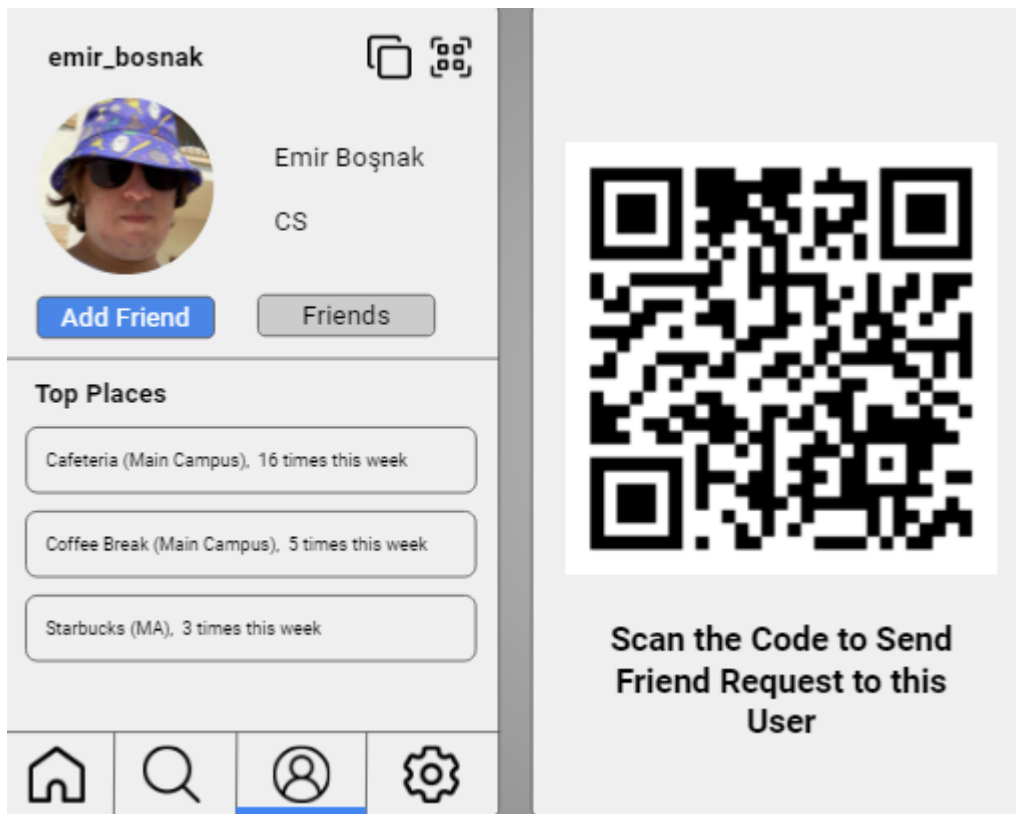 emir_bosnak
Emir Boşnak
CS
Add Friend
Friends
Top Places
Cafeteria (Main Campus), 16 times this week
Coffee Break (Main Campus), 5 times this week
Starbucks (MA), 3 times this week
Scan the Code to Send
Friend Request to this
User